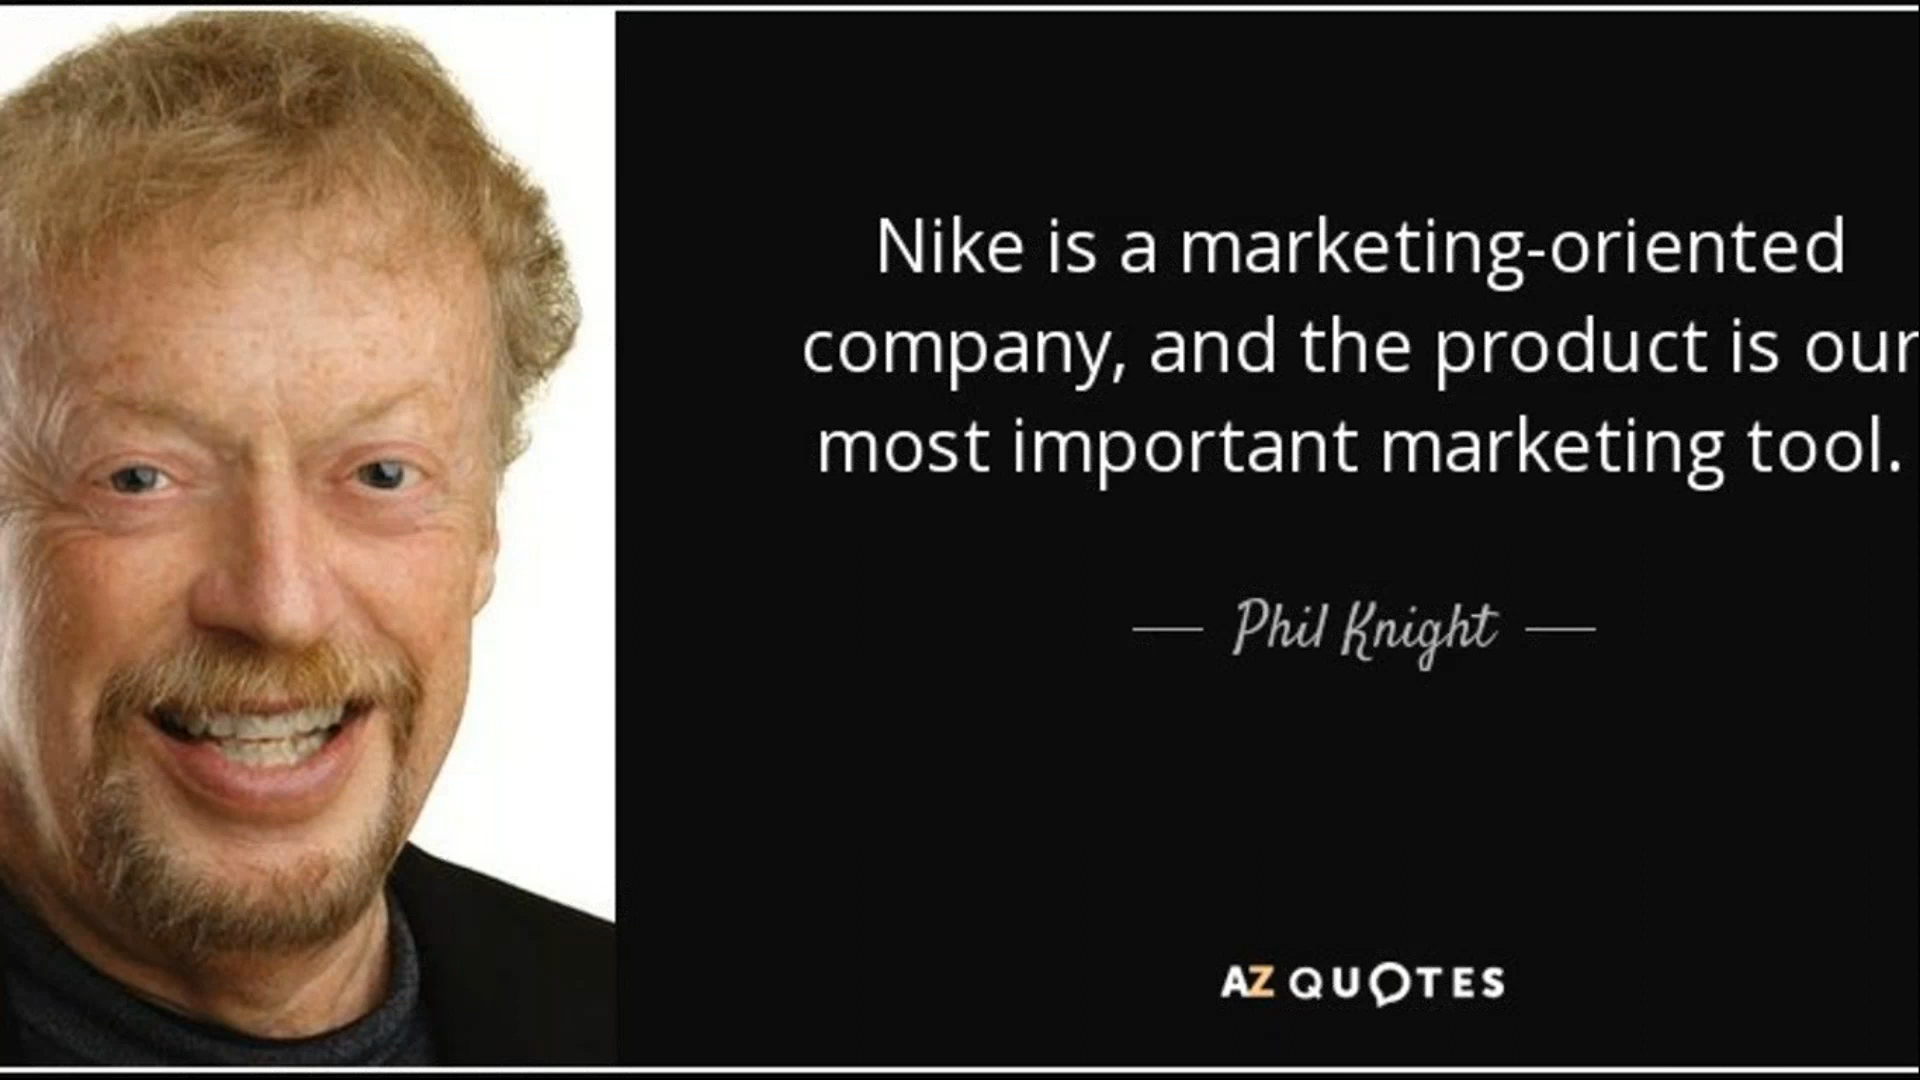 Nike is a marketing-oriented
company, and the product is our
most important marketing tool.
Phil Knight
AZ QUOTES